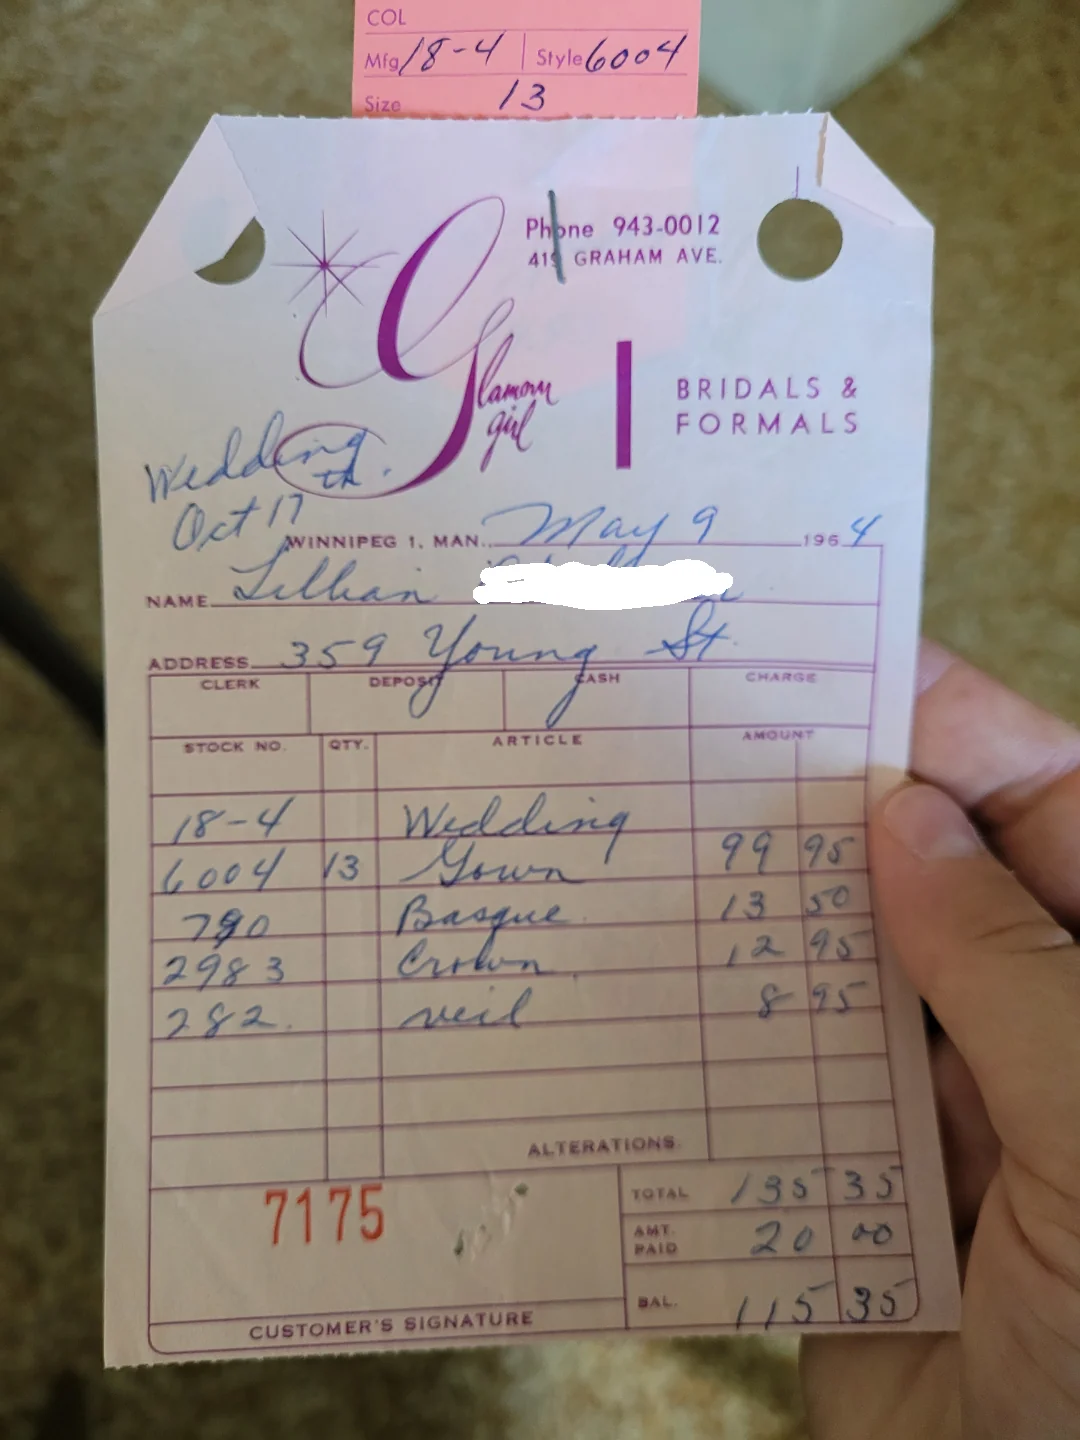 COL
Mfg 18-4 Style 6004
Size 13
Phone 943-0012
419 GRAHAM AVE.
Glamour girl
BRIDALS &
FORMALS
Wedding
Oct 17th.
WINNIPEG 1, MAN. May 9 1964
NAME Lillian
ADDRESS 359 Young St.
CLERK DEPOSIT CASH CHARGE
STOCK NO. QTY. ARTICLE AMOUNT
18-4 Wedding
6004 13 Gown 99 95
790 Basque 13 50
2983 Crown 12 95
282 veil 8 95
ALTERATIONS
7175
TOTAL 135 35
AMT. PAID 20 00
BAL. 115 35
CUSTOMER'S SIGNATURE